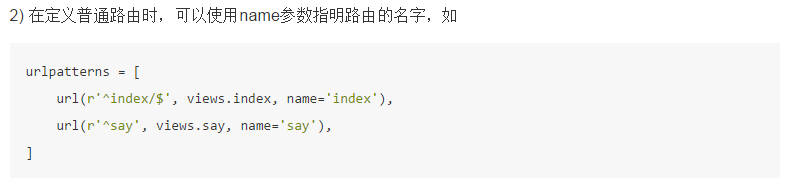 2) 在定义普通路由时，可以使用name参数指明路由的名字，如
urlpatterns = [
    url(r'^index/$', views.index, name='index'),
    url(r'^say', views.say, name='say'),
]